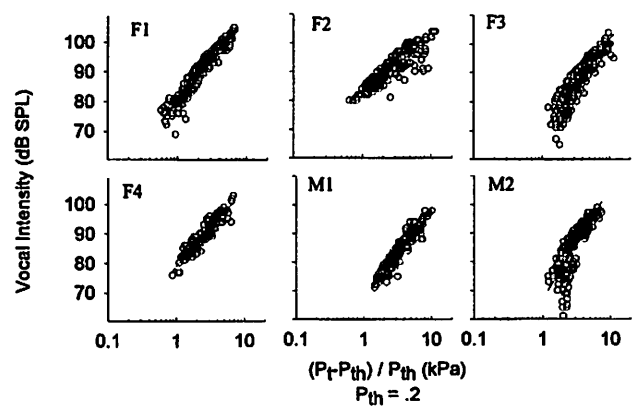 F1
F2
F3
100
90
80
70
F4
M1
M2
100
90
80
70
Vocal Intensity (dB SPL)
0.1 1 10 0.1 1 10 0.1 1 10
(Pt-Pth) / Pth (kPa)
Pth = .2